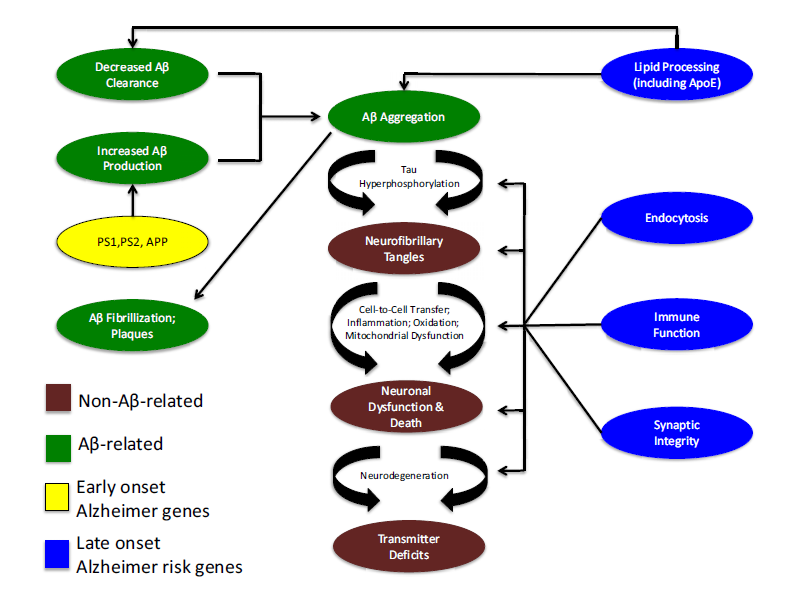 Decreased Aβ
Clearance
Lipid Processing
(including ApoE)
Aβ Aggregation
Increased Aβ
Production
Tau
Hyperphosphorylation
PS1,PS2, APP
Endocytosis
Neurofibrillary
Tangles
Aβ Fibrillization;
Plaques
Cell-to-Cell Transfer;
Inflammation; Oxidation;
Mitochondrial Dysfunction
Immune
Function
Neuronal
Dysfunction &
Death
Synaptic
Integrity
Neurodegeneration
Transmitter
Deficits
Non-Aβ-related
Aβ-related
Early onset
Alzheimer genes
Late onset
Alzheimer risk genes